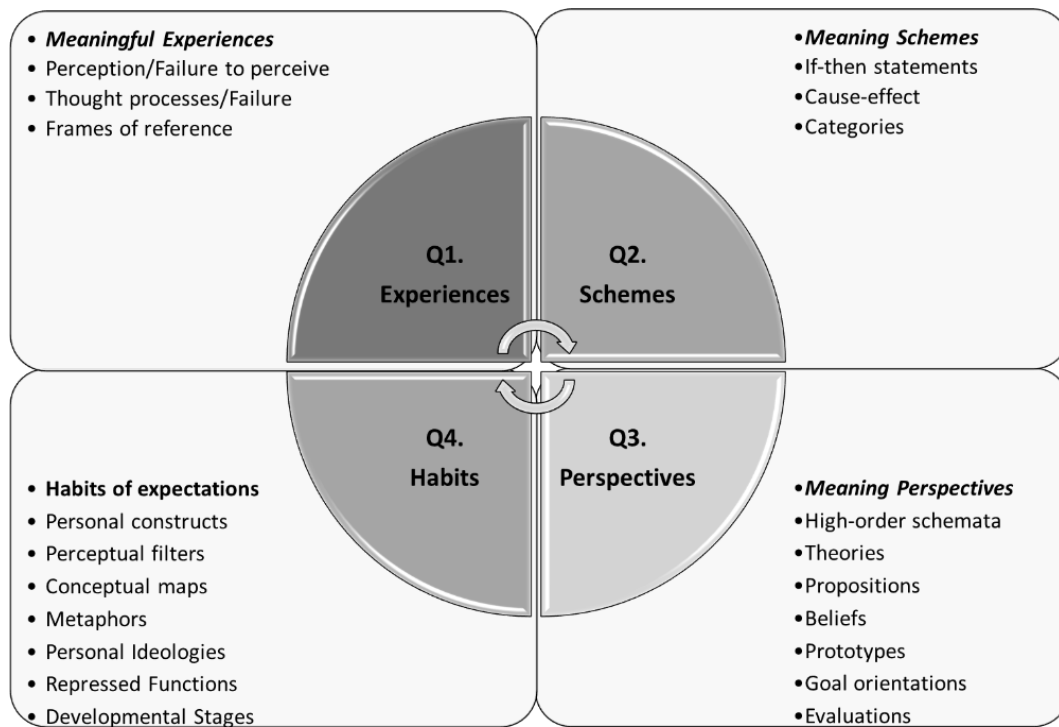 • Meaningful Experiences
• Perception/Failure to perceive
• Thought processes/Failure
• Frames of reference
•Meaning Schemes
•If-then statements
•Cause-effect
•Categories
Q1.
Experiences
Q2.
Schemes
Q4.
Habits
Q3.
Perspectives
• Habits of expectations
• Personal constructs
• Perceptual filters
• Conceptual maps
• Metaphors
• Personal Ideologies
• Repressed Functions
• Developmental Stages
•Meaning Perspectives
•High-order schemata
•Theories
•Propositions
•Beliefs
•Prototypes
•Goal orientations
•Evaluations